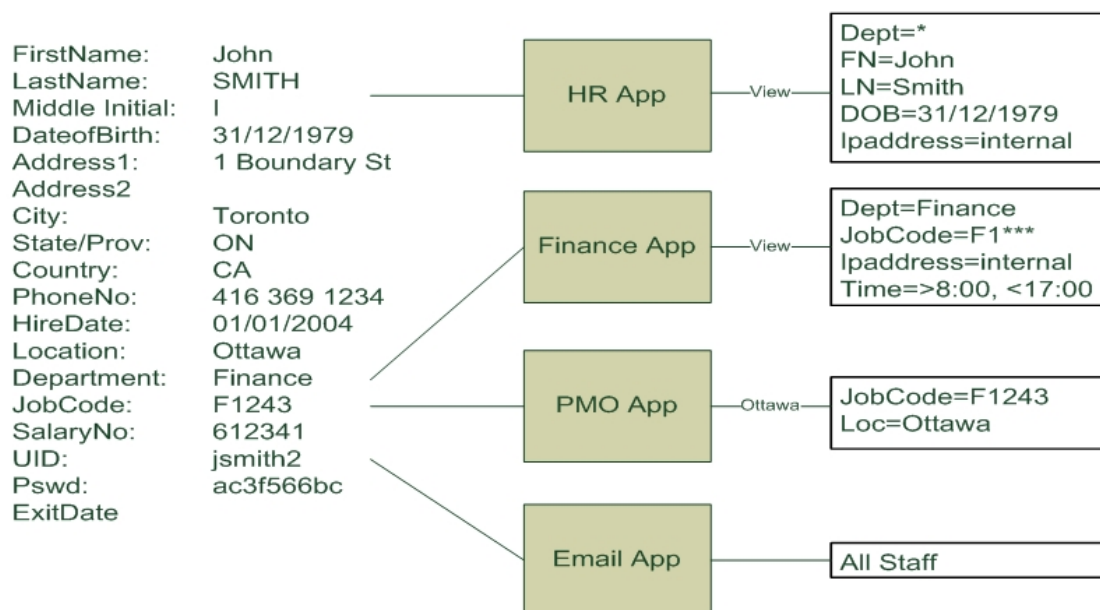 FirstName: John
LastName: SMITH
Middle Initial: I
DateofBirth: 31/12/1979
Address1: 1 Boundary St
Address2
City: Toronto
State/Prov: ON
Country: CA
PhoneNo: 416 369 1234
HireDate: 01/01/2004
Location: Ottawa
Department: Finance
JobCode: F1243
SalaryNo: 612341
UID: jsmith2
Pswd: ac3f566bc
ExitDate
HR App
View
Dept=*
FN=John
LN=Smith
DOB=31/12/1979
Ipaddress=internal
Finance App
View
Dept=Finance
JobCode=F1***
Ipaddress=internal
Time=>8:00, <17:00
PMO App
Ottawa
JobCode=F1243
Loc=Ottawa
Email App
All Staff